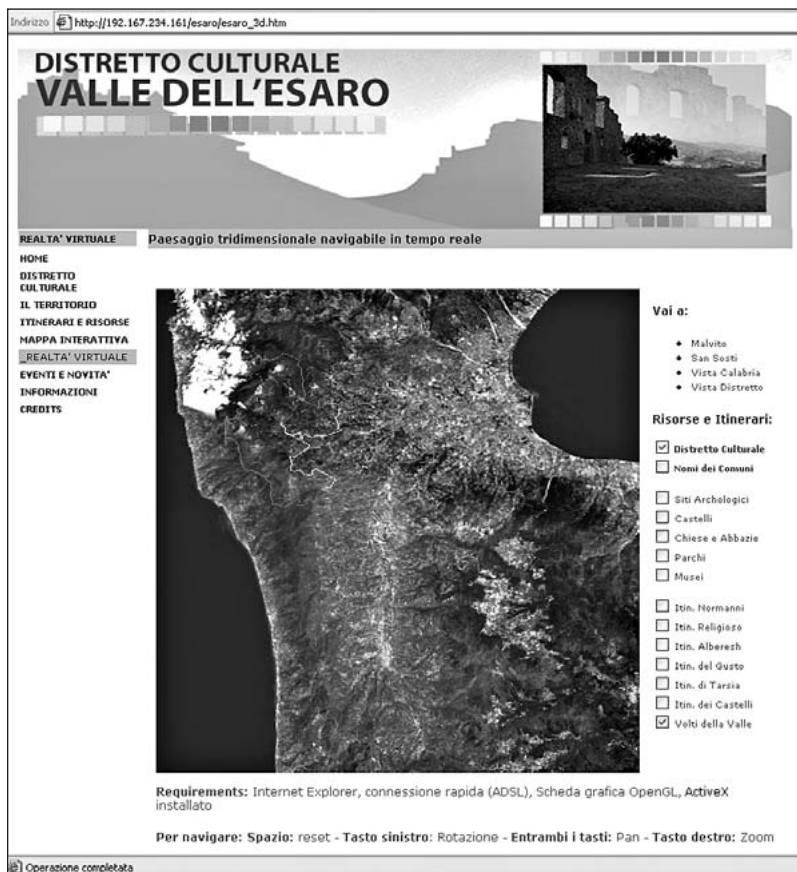 Indirizzo http://192.167.234.161/esaro/esaro_3d.htm
DISTRETTO CULTURALE
VALLE DELL'ESARO
REALTA' VIRTUALE
Paesaggio tridimensionale navigabile in tempo reale
HOME
DISTRETTO
CULTURALE
IL TERRITORIO
ITINERARI E RISORSE
MAPPA INTERATTIVA
_REALTA' VIRTUALE
EVENTI E NOVITA'
INFORMAZIONI
CREDITS
Vai a:
Malvito
San Sosti
Vista Calabria
Vista Distretto
Risorse e Itinerari:
Distretto Culturale
Nomi dei Comuni
Siti Archologici
Castelli
Chiese e Abbazie
Parchi
Musei
Itin. Normanni
Itin. Religioso
Itin. Alberesh
Itin. del Gusto
Itin. di Tarsia
Itin. dei Castelli
Volti della Valle
Requirements: Internet Explorer, connessione rapida (ADSL), Scheda grafica OpenGL, ActiveX
installato
Per navigare: Spazio: reset - Tasto sinistro: Rotazione - Entrambi i tasti: Pan - Tasto destro: Zoom
Operazione completata